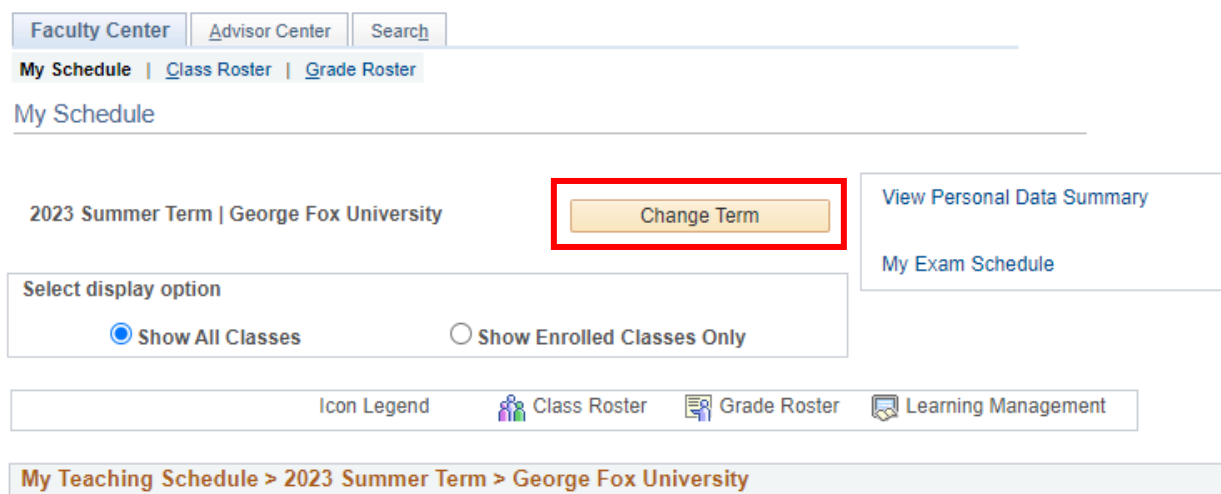 Faculty Center Advisor Center Search
My Schedule | Class Roster | Grade Roster
My Schedule
2023 Summer Term | George Fox University Change Term
View Personal Data Summary
My Exam Schedule
Select display option
Show All Classes Show Enrolled Classes Only
Icon Legend Class Roster Grade Roster Learning Management
My Teaching Schedule > 2023 Summer Term > George Fox University